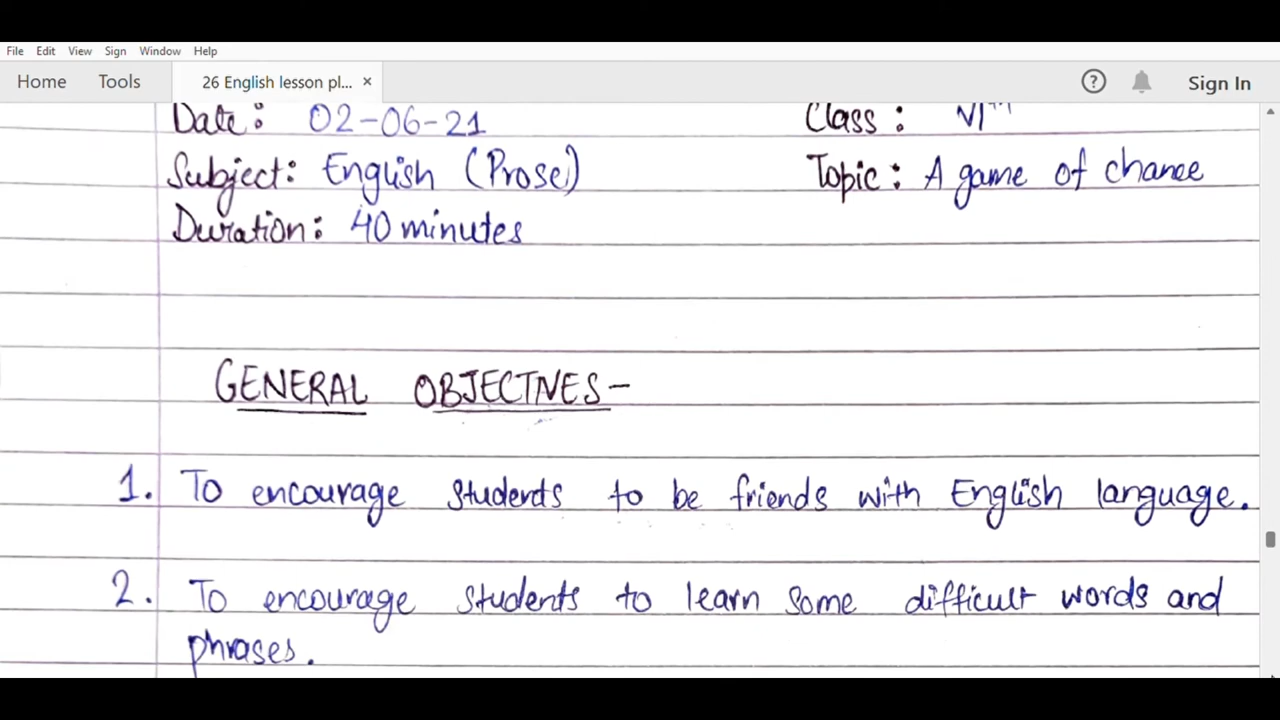 File Edit View Sign Window Help
Home Tools 26 English lesson pl... × ? Sign In
Date: 02-06-21 Class: VIth
Subject: English (Prose) Topic: A game of chance
Duration: 40 minutes
GENERAL OBJECTIVES-
1. To encourage students to be friends with English language.
2. To encourage students to learn some difficult words and
phrases.